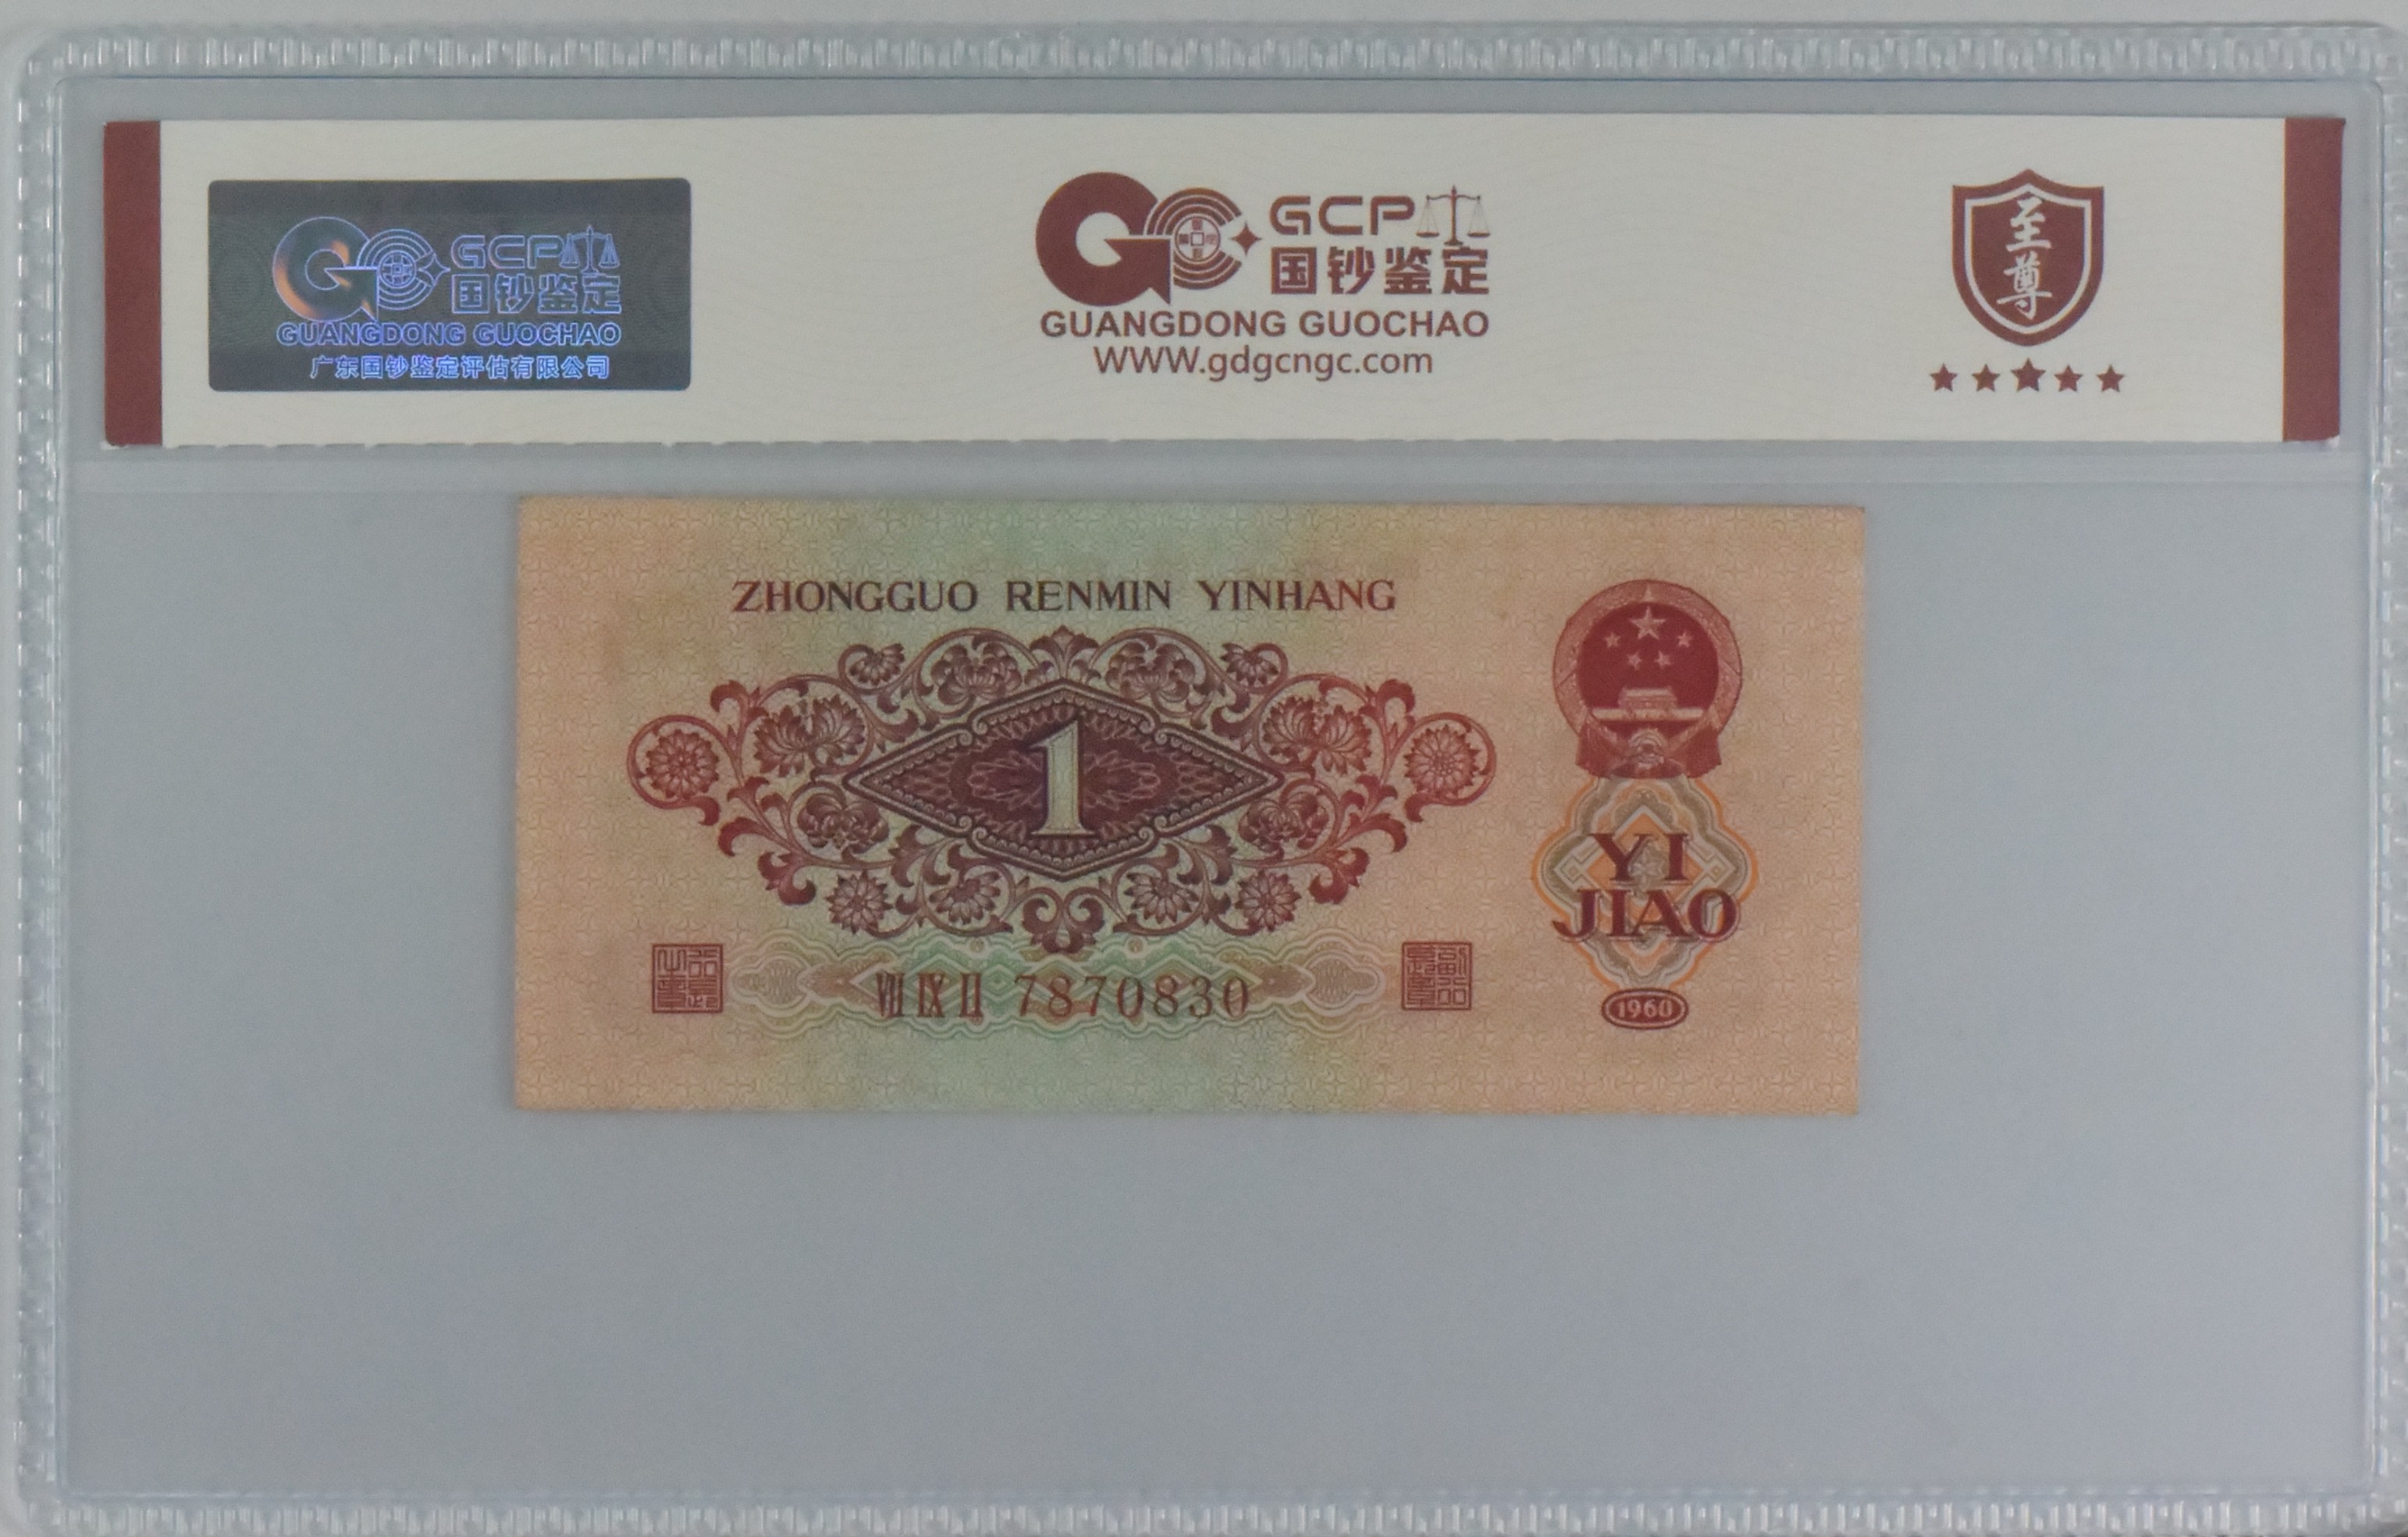 GCP
国钞鉴定
GUANGDONG GUOCHAO
广东国钞鉴定评估有限公司
GCP
国钞鉴定
GUANGDONG GUOCHAO
WWW.gdgcngc.com
至尊
ZHONGGUO RENMIN YINHANG
1
YI
JIAO
VII IX II 7870830
1960